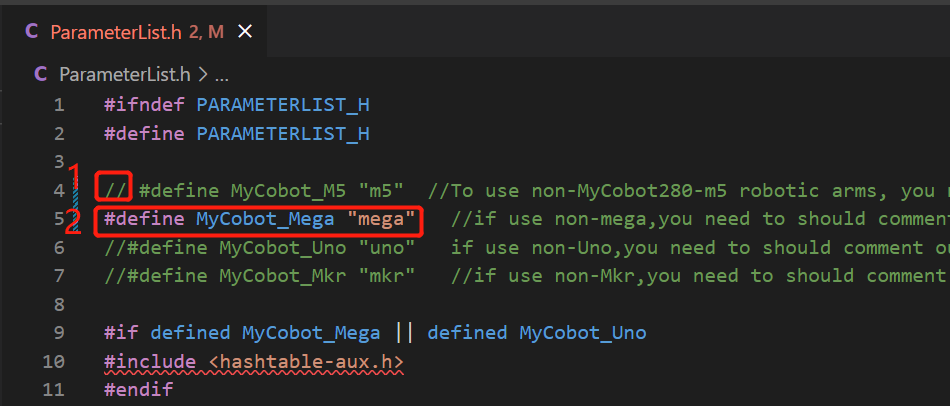 C ParameterList.h 2, M ×
C ParameterList.h > ...
1 #ifndef PARAMETERLIST_H
2 #define PARAMETERLIST_H
3
1
4 // #define MyCobot_M5 "m5" //To use non-MyCobot280-m5 robotic arms, you
2
5 #define MyCobot_Mega "mega" //if use non-mega,you need to should comment
6 //#define MyCobot_Uno "uno" if use non-Uno,you need to should comment
7 //#define MyCobot_Mkr "mkr" //if use non-Mkr,you need to should comment
8
9 #if defined MyCobot_Mega || defined MyCobot_Uno
10 #include <hashtable-aux.h>
11 #endif